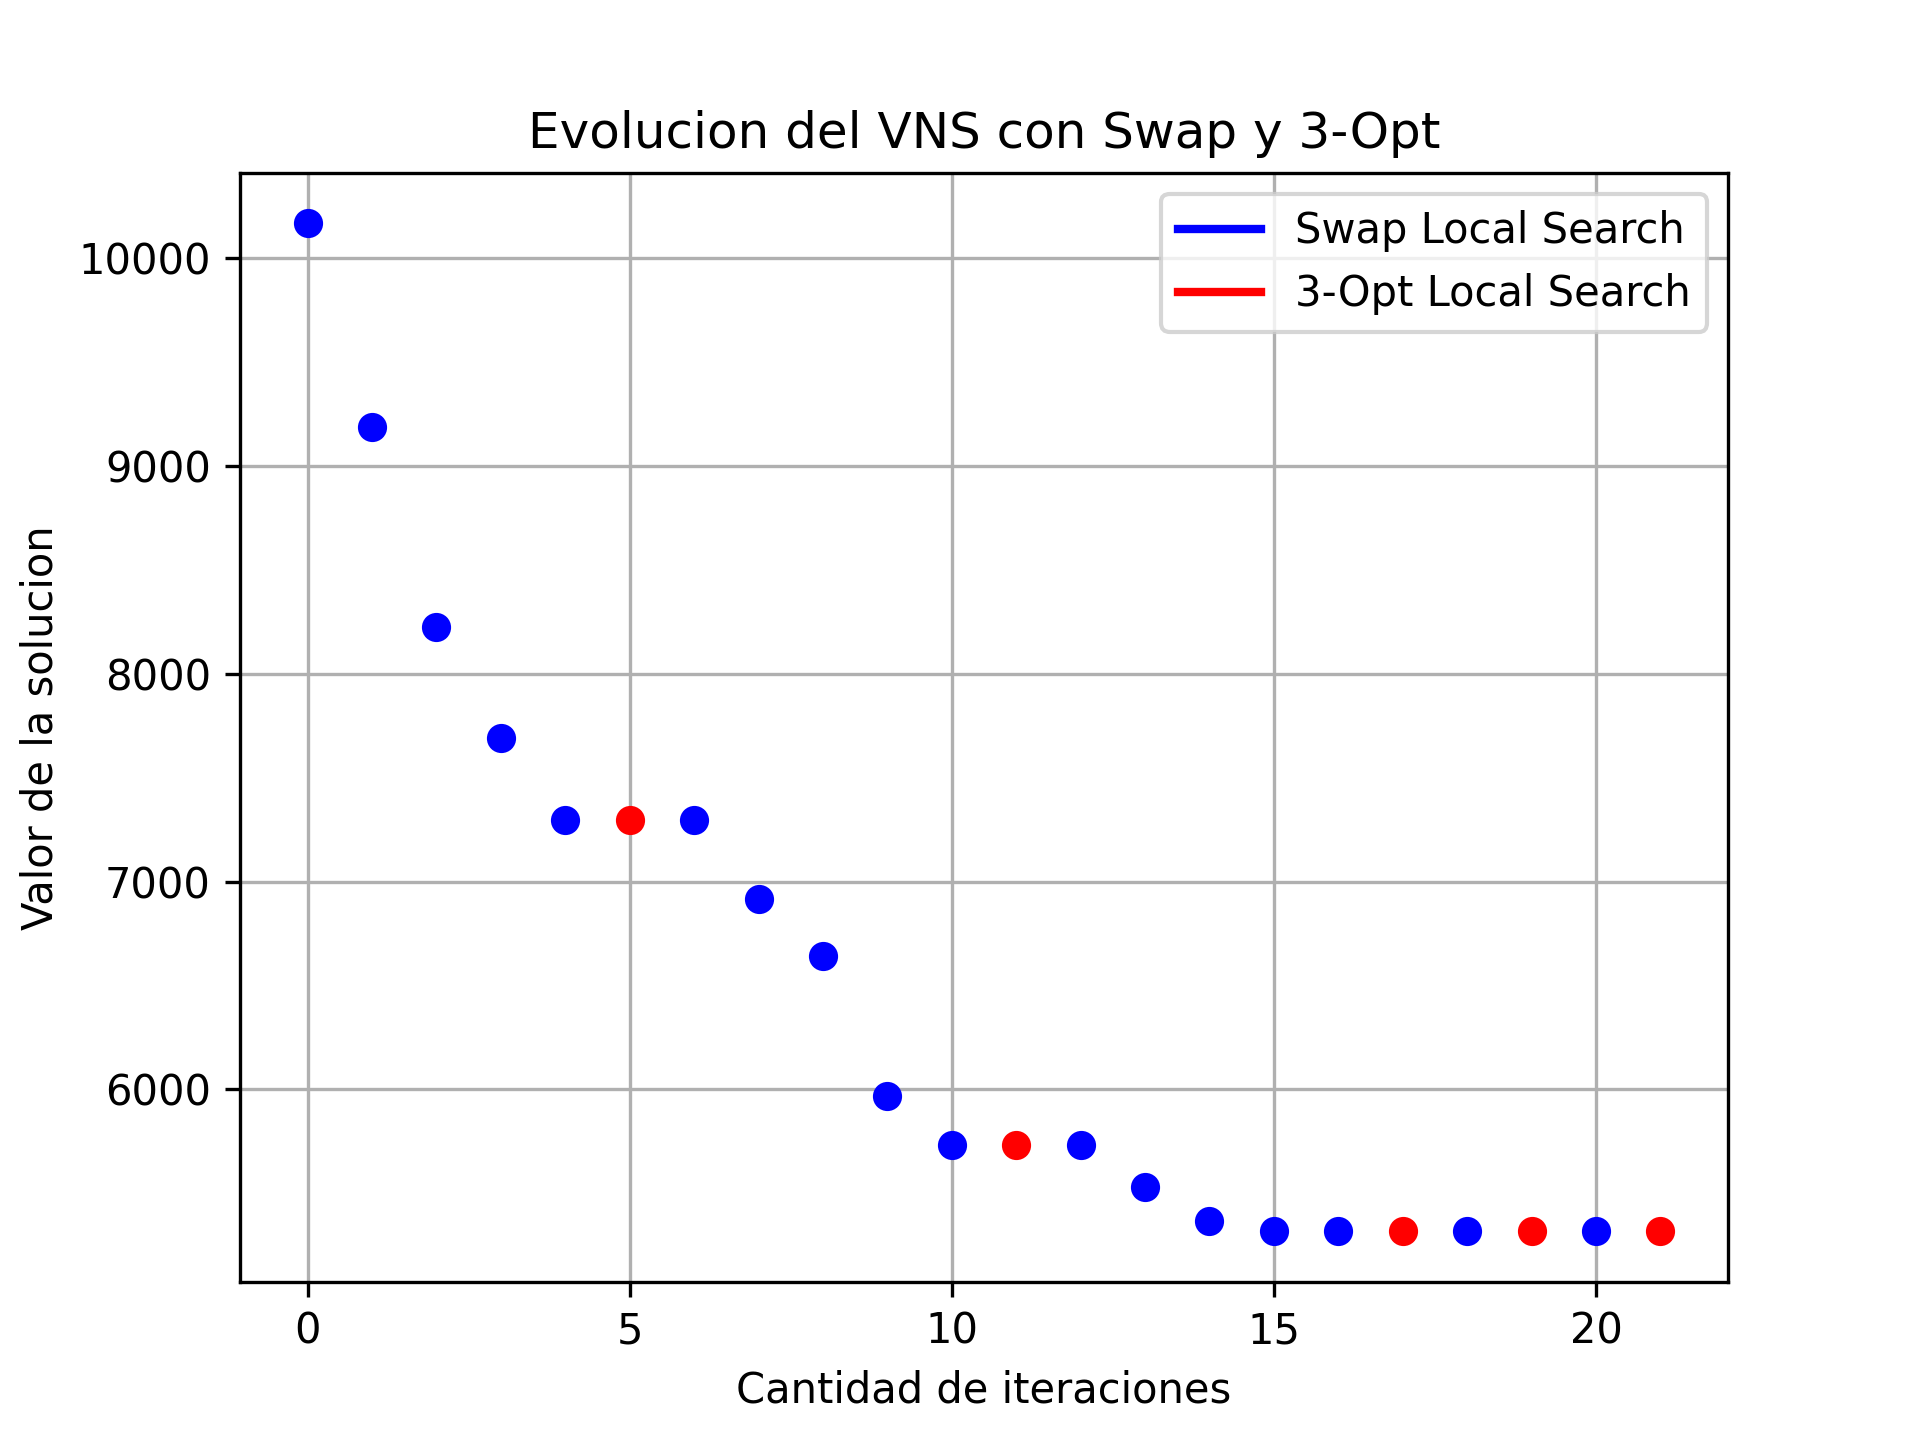 Evolucion del VNS con Swap y 3-Opt
Swap Local Search
3-Opt Local Search
Valor de la solucion
10000
9000
8000
7000
6000
0 5 10 15 20
Cantidad de iteraciones